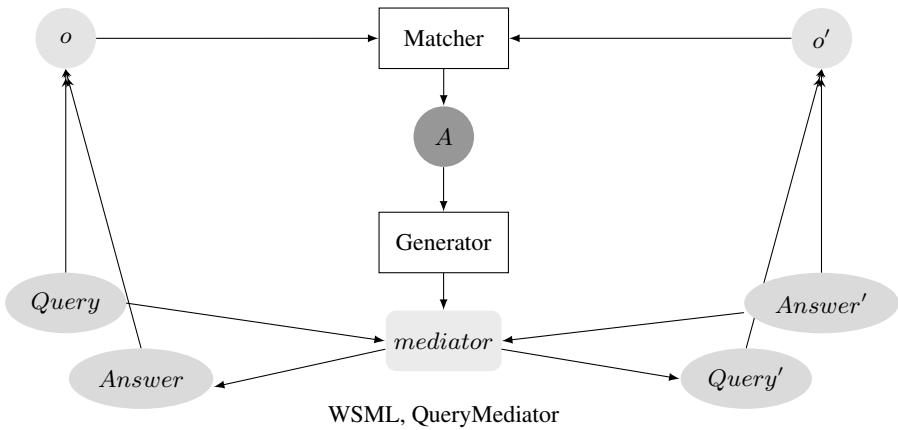 o
Matcher
o′
A
Generator
Query
Answer′
mediator
Answer
Query′
WSML, QueryMediator